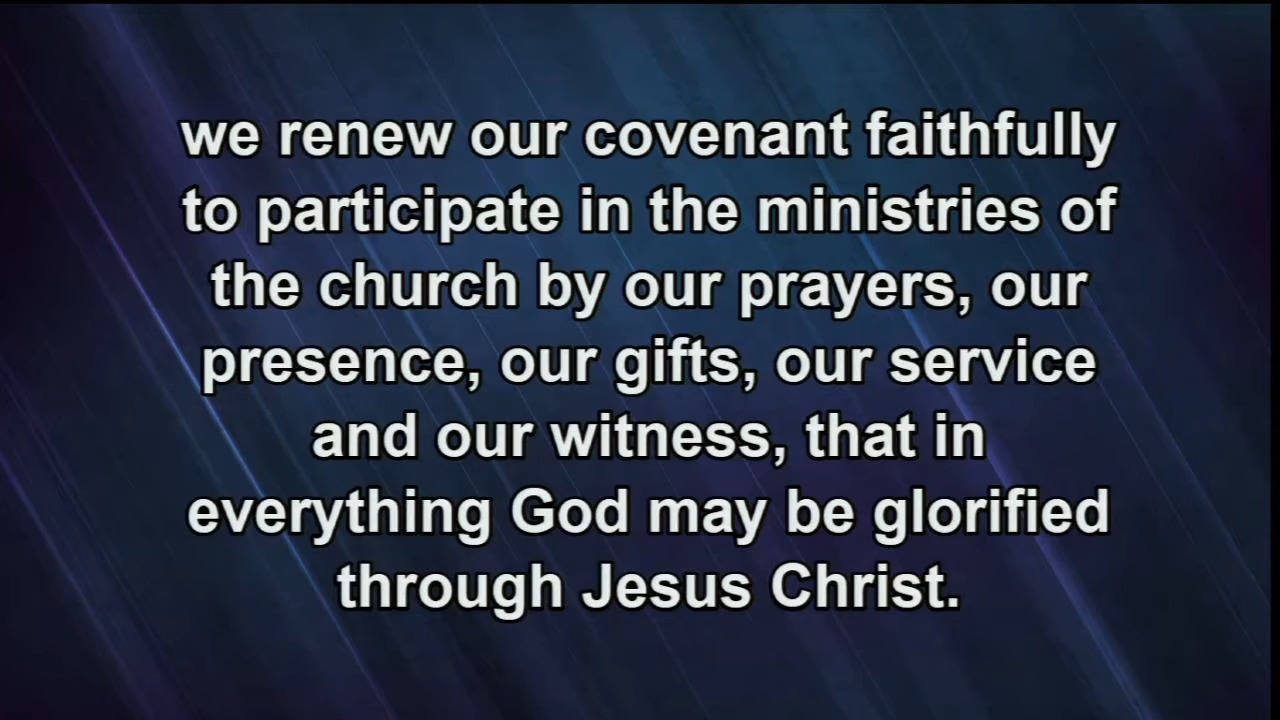 we renew our covenant faithfully
to participate in the ministries of
the church by our prayers, our
presence, our gifts, our service
and our witness, that in
everything God may be glorified
through Jesus Christ.